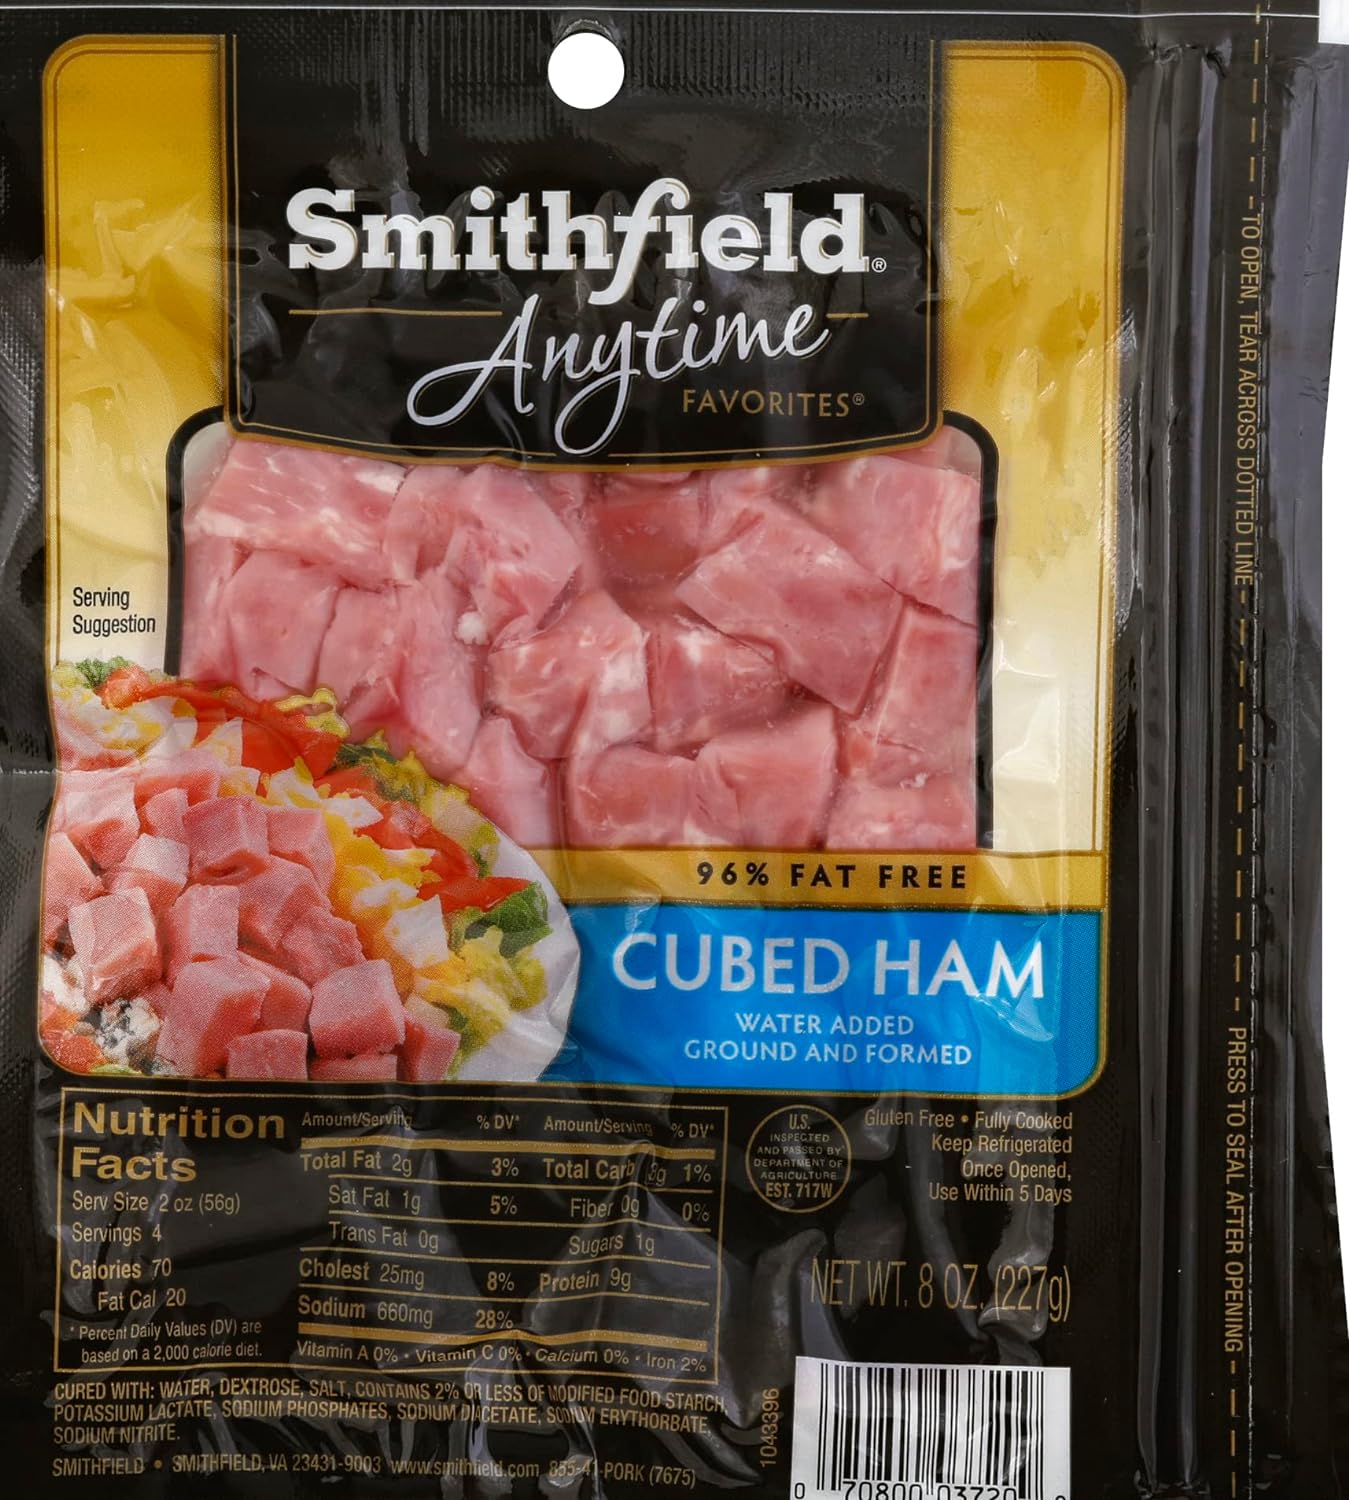 Smithfield®
Anytime
FAVORITES®
Serving
Suggestion
96% FAT FREE
CUBED HAM
WATER ADDED
GROUND AND FORMED
Nutrition
Facts
Serv Size 2 oz (56g)
Servings 4
Calories 70
Fat Cal 20
* Percent Daily Values (DV) are
based on a 2,000 calorie diet.
Amount/Serving % DV* Amount/Serving % DV*
Total Fat 2g 3% Total Carb 1%
Sat Fat 1g 5% Fiber 0g 0%
Trans Fat 0g Sugars 1g
Cholest 25mg 8% Protein 9g
Sodium 660mg 28%
Vitamin A 0% • Vitamin C 0% • Calcium 0% • Iron 2%
U.S.
INSPECTED
AND PASSED BY
DEPARTMENT OF
AGRICULTURE
EST. 717W
Gluten Free • Fully Cooked
Keep Refrigerated
Once Opened,
Use Within 5 Days
NET WT. 8 OZ. (227g)
CURED WITH: WATER, DEXTROSE, SALT, CONTAINS 2% OR LESS OF MODIFIED FOOD STARCH,
POTASSIUM LACTATE, SODIUM PHOSPHATES, SODIUM DIACETATE, SODIUM ERYTHORBATE,
SODIUM NITRITE.
SMITHFIELD • SMITHFIELD, VA 23431-9003 www.smithfield.com 855-41-PORK (7675)
1043396
0 70800 03720
TO OPEN, TEAR ACROSS DOTTED LINE
PRESS TO SEAL AFTER OPENING